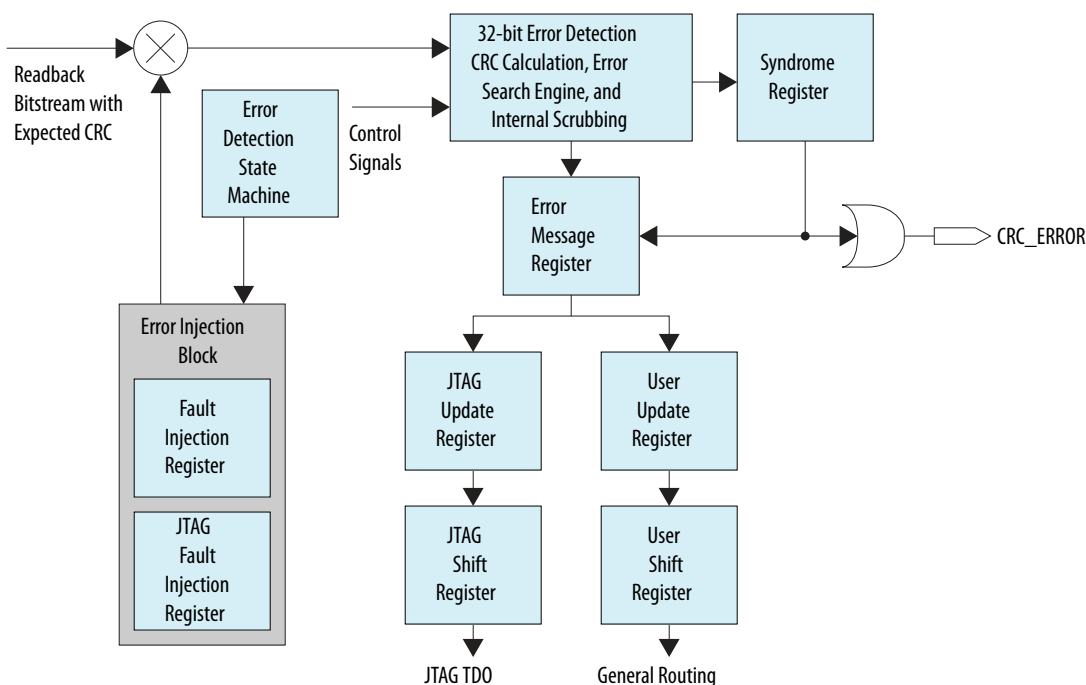 Readback
Bitstream with
Expected CRC
Error
Detection
State
Machine
Control
Signals
32-bit Error Detection
CRC Calculation, Error
Search Engine, and
Internal Scrubbing
Syndrome
Register
Error
Message
Register
CRC_ERROR
Error Injection
Block
Fault
Injection
Register
JTAG
Fault
Injection
Register
JTAG
Update
Register
User
Update
Register
JTAG
Shift
Register
User
Shift
Register
JTAG TDO
General Routing